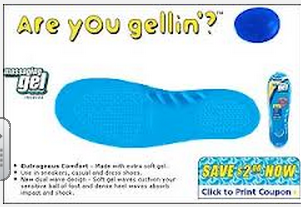 Are you gellin'?™
massaging
gel
• Outrageous Comfort - Made with extra soft gel.
• Use in sneakers, casual and dress shoes.
• New dual wave design - Soft gel waves cushion your
sensitive ball-of-foot and dense heel waves absorb
impact and shock.
SAVE $2.00 NOW
Click to Print Coupon